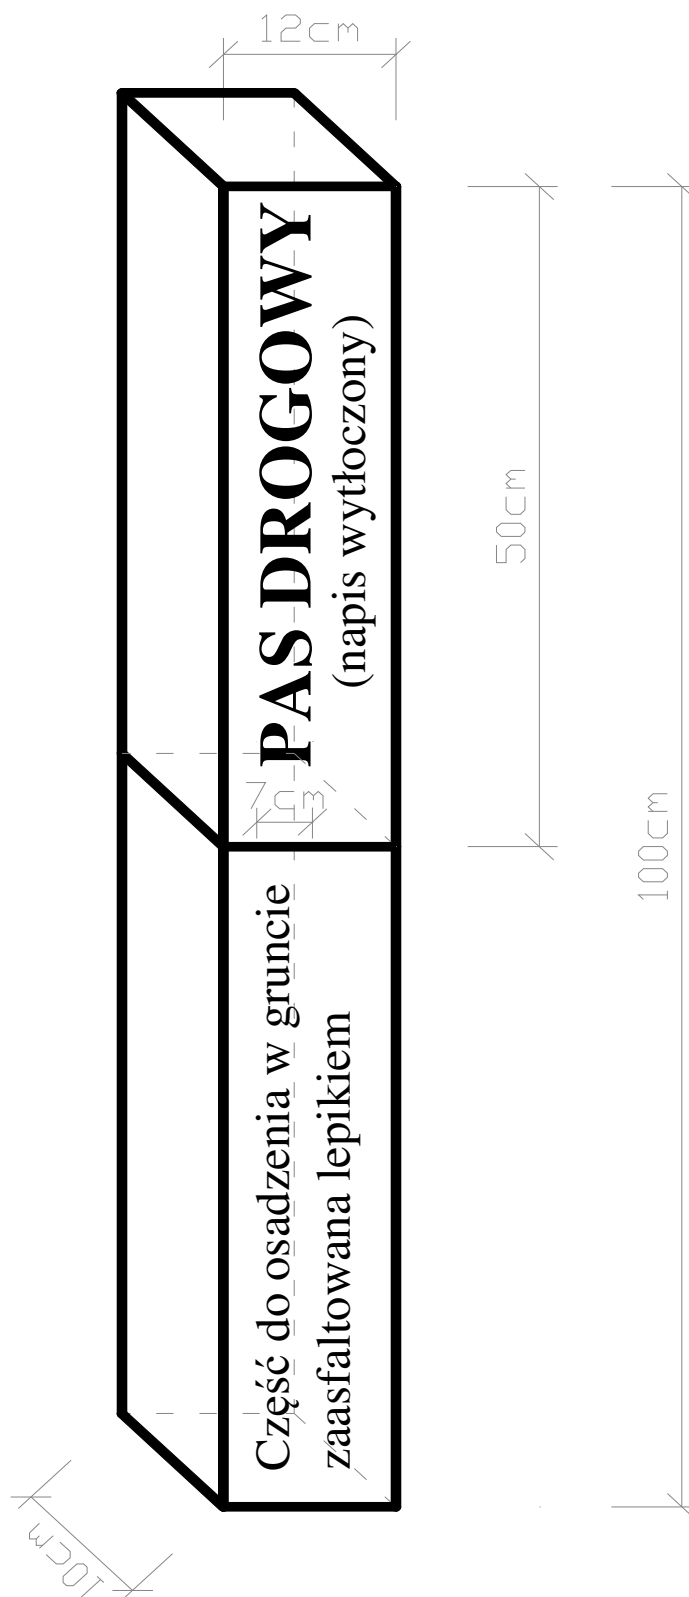 12cm
PAS DROGOWY
(napis wytłoczony)
50cm
7cm
100cm
Część do osadzenia w gruncie
zaasfaltowana lepikiem
10cm